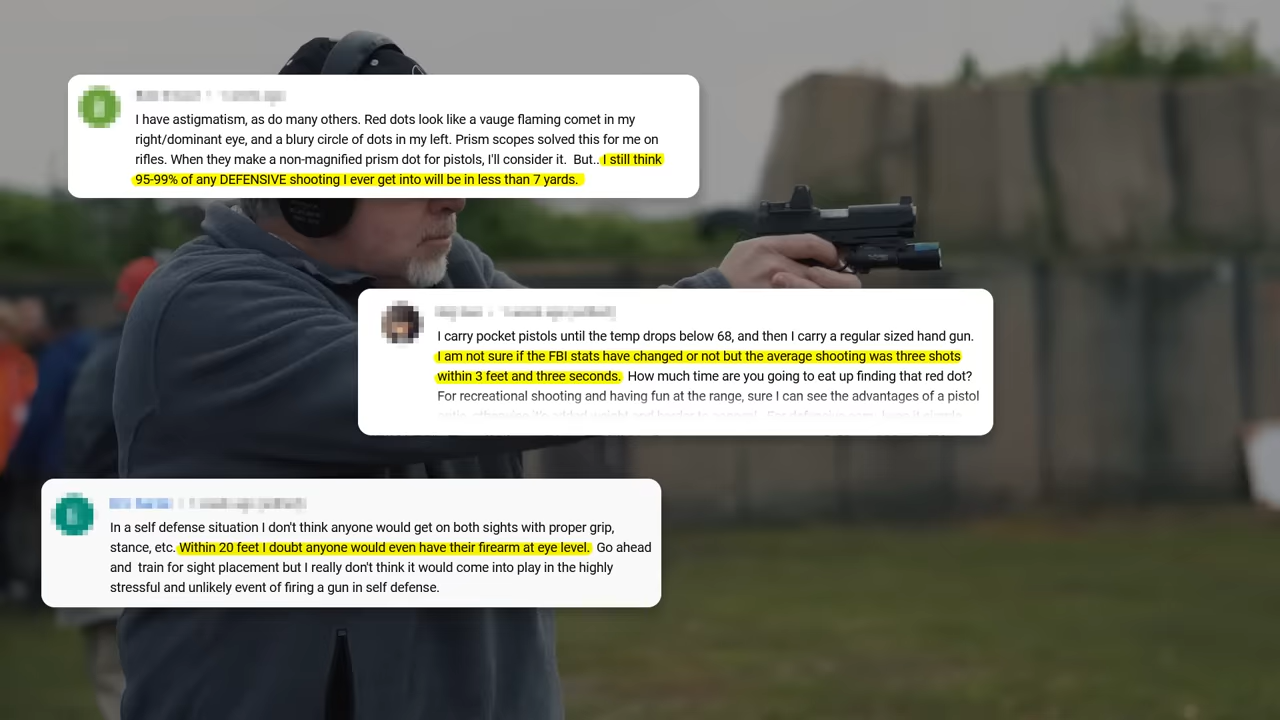 I have astigmatism, as do many others. Red dots look like a vauge flaming comet in my
right/dominant eye, and a blury circle of dots in my left. Prism scopes solved this for me on
rifles. When they make a non-magnified prism dot for pistols, I'll consider it. But.. I still think
95-99% of any DEFENSIVE shooting I ever get into will be in less than 7 yards.
I carry pocket pistols until the temp drops below 68, and then I carry a regular sized hand gun.
I am not sure if the FBI stats have changed or not but the average shooting was three shots
within 3 feet and three seconds. How much time are you going to eat up finding that red dot?
For recreational shooting and having fun at the range, sure I can see the advantages of a pistol
In a self defense situation I don't think anyone would get on both sights with proper grip,
stance, etc. Within 20 feet I doubt anyone would even have their firearm at eye level. Go ahead
and train for sight placement but I really don't think it would come into play in the highly
stressful and unlikely event of firing a gun in self defense.